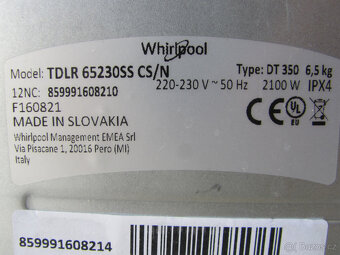 Whirlpool
Model: TDLR 65230SS CS/N
Type: DT 350 6,5 kg
12NC: 859991608210
220-230 V ~ 50 Hz 2100 W IPX4
F160821
MADE IN SLOVAKIA
Whirlpool Management EMEA Srl
Via Pisacane 1, 20016 Pero (MI)
Italy
859991608214